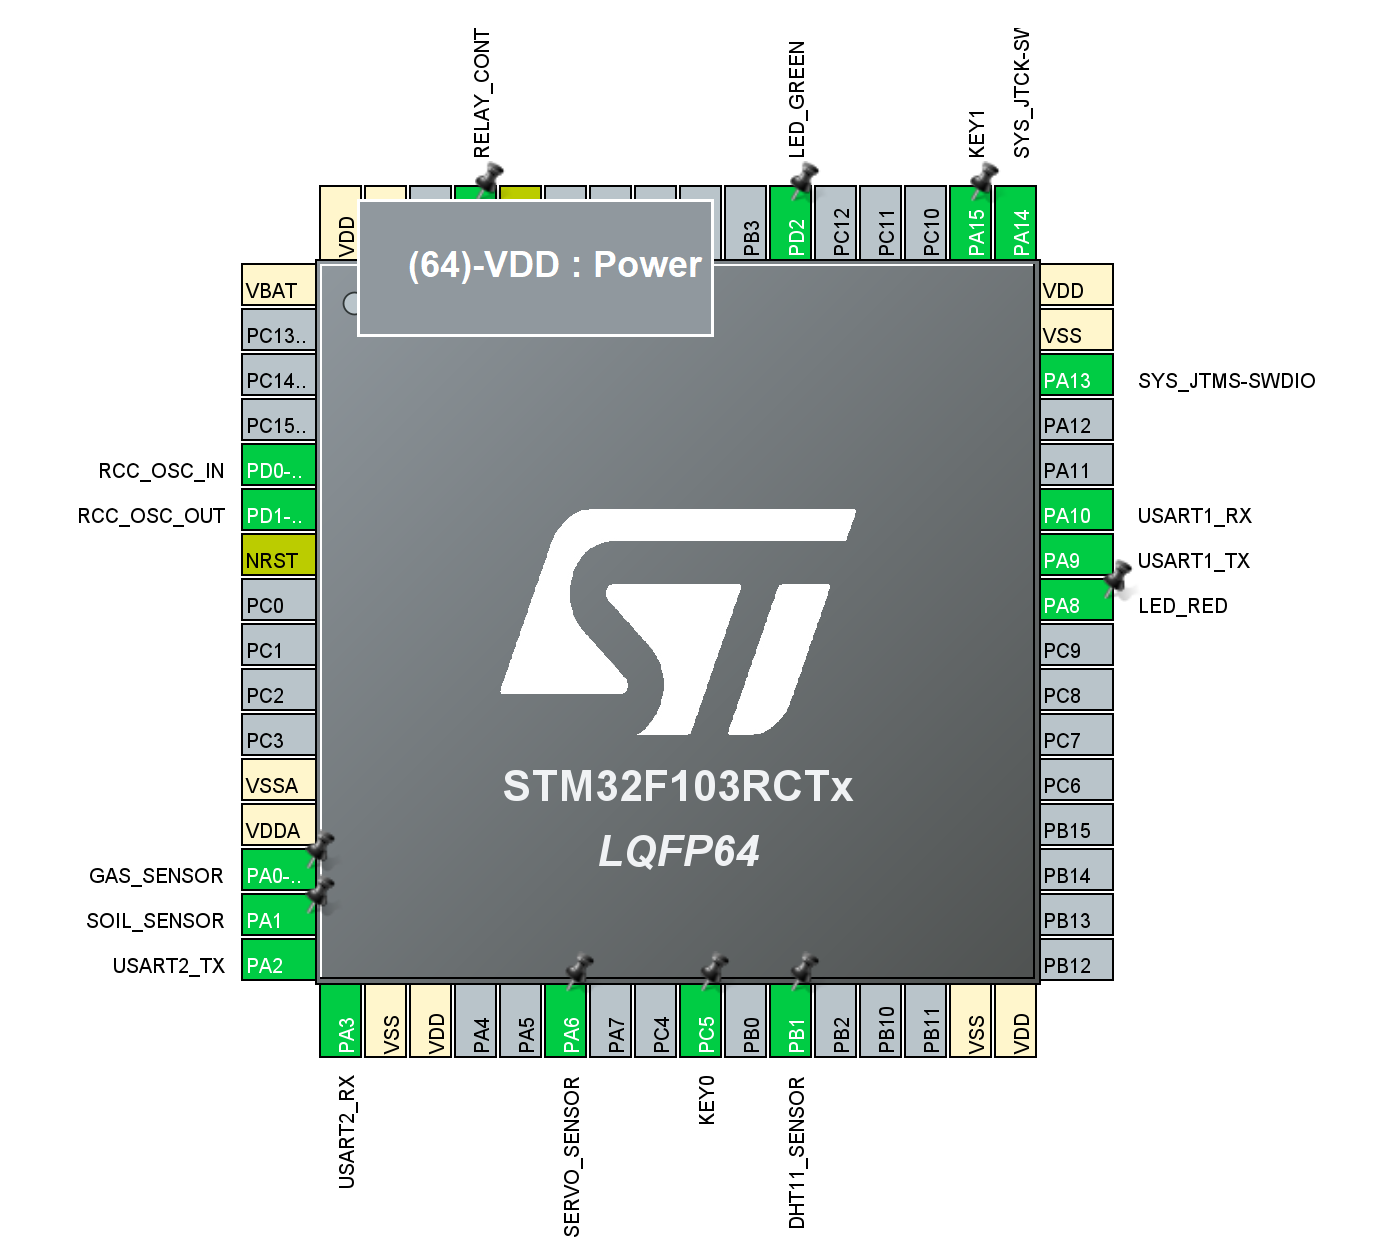 RELAY_CONT
LED_GREEN
KEY1
SYS_JTCK-SW
VDD
PB3
PD2
PC12
PC11
PC10
PA15
PA14
(64)-VDD : Power
VBAT
PC13..
PC14..
PC15..
RCC_OSC_IN PD0-..
RCC_OSC_OUT PD1-..
NRST
PC0
PC1
PC2
PC3
VSSA
VDDA
GAS_SENSOR PA0-..
SOIL_SENSOR PA1
USART2_TX PA2
VDD
VSS
PA13 SYS_JTMS-SWDIO
PA12
PA11
PA10 USART1_RX
PA9 USART1_TX
PA8 LED_RED
PC9
PC8
PC7
PC6
PB15
PB14
PB13
PB12
STM32F103RCTx
LQFP64
PA3
VSS
VDD
PA4
PA5
PA6
PA7
PC4
PC5
PB0
PB1
PB2
PB10
PB11
VSS
VDD
USART2_RX
SERVO_SENSOR
KEY0
DHT11_SENSOR